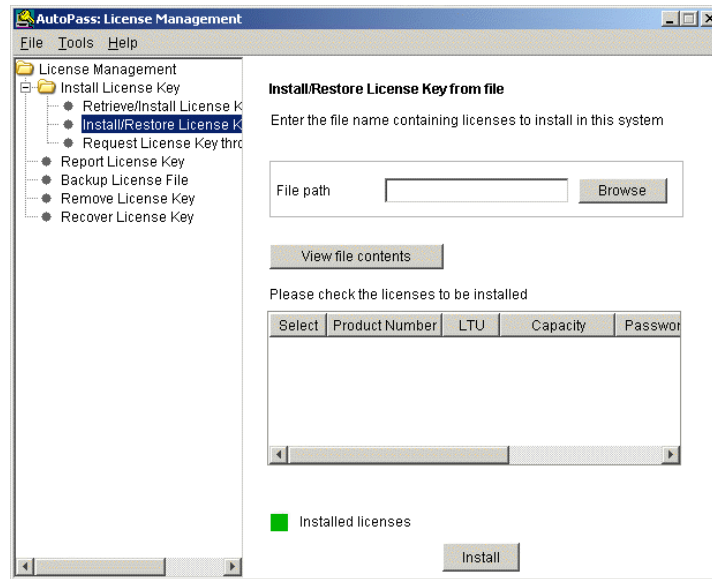 AutoPass: License Management
File Tools Help
License Management
Install License Key
Retrieve/Install License K
Install/Restore License K
Request License Key thro
Report License Key
Backup License File
Remove License Key
Recover License Key
Install/Restore License Key from file
Enter the file name containing licenses to install in this system
File path Browse
View file contents
Please check the licenses to be installed
Select Product Number LTU Capacity Passwor
Installed licenses
Install